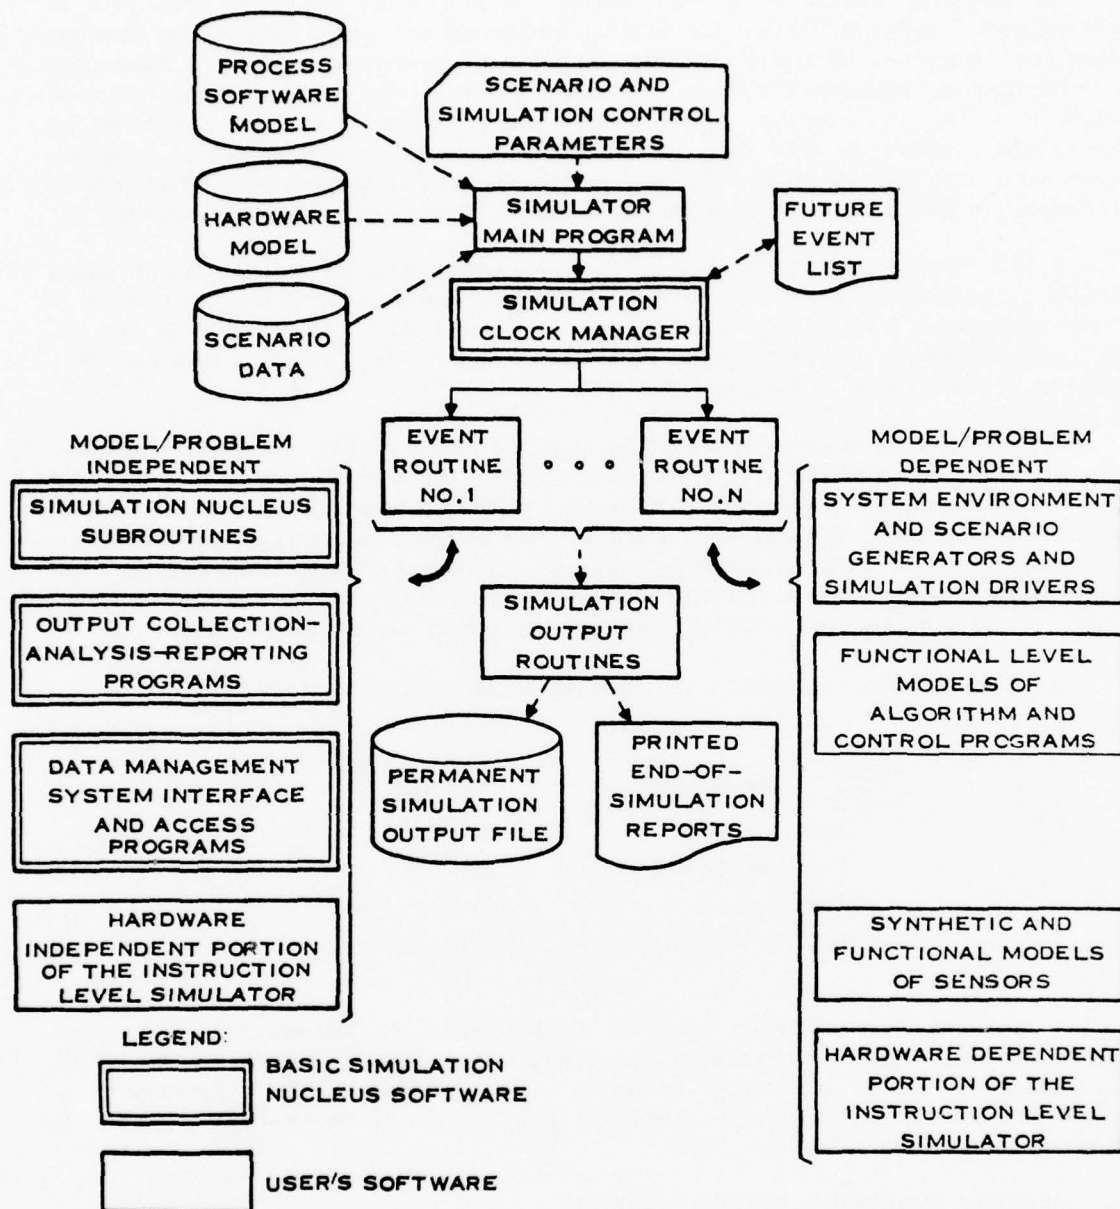 PROCESS
SOFTWARE
MODEL
SCENARIO AND
SIMULATION CONTROL
PARAMETERS
HARDWARE
MODEL
SIMULATOR
MAIN PROGRAM
FUTURE
EVENT
LIST
SCENARIO
DATA
SIMULATION
CLOCK MANAGER
MODEL/PROBLEM
INDEPENDENT
EVENT
ROUTINE
NO.1
EVENT
ROUTINE
NO.N
MODEL/PROBLEM
DEPENDENT
SIMULATION NUCLEUS
SUBROUTINES
SYSTEM ENVIRONMENT
AND SCENARIO
GENERATORS AND
SIMULATION DRIVERS
OUTPUT COLLECTION-
ANALYSIS-REPORTING
PROGRAMS
SIMULATION
OUTPUT
ROUTINES
FUNCTIONAL LEVEL
MODELS OF
ALGORITHM AND
CONTROL PROGRAMS
DATA MANAGEMENT
SYSTEM INTERFACE
AND ACCESS
PROGRAMS
PERMANENT
SIMULATION
OUTPUT FILE
PRINTED
END-OF-
SIMULATION
REPORTS
HARDWARE
INDEPENDENT PORTION
OF THE INSTRUCTION
LEVEL SIMULATOR
SYNTHETIC AND
FUNCTIONAL MODELS
OF SENSORS
HARDWARE DEPENDENT
PORTION OF THE
INSTRUCTION LEVEL
SIMULATOR
LEGEND:
BASIC SIMULATION
NUCLEUS SOFTWARE
USER'S SOFTWARE